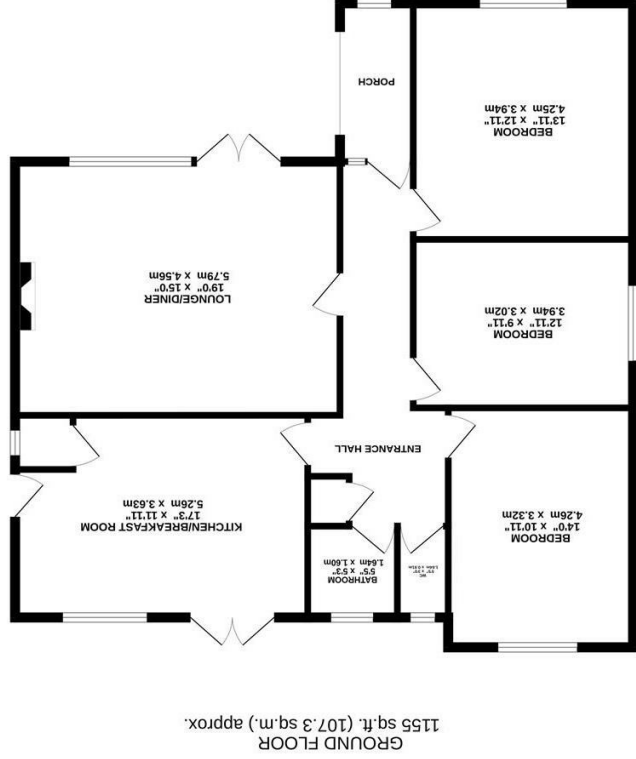 GROUND FLOOR
1155 sq.ft. (107.3 sq.m.) approx.
BEDROOM
14'0" x 10'11"
4.26m x 3.32m
WC
BATHROOM
5'5" x 5'3"
1.64m x 1.60m
KITCHEN/BREAKFAST ROOM
17'3" x 11'11"
5.26m x 3.63m
ENTRANCE HALL
BEDROOM
12'11" x 9'11"
3.94m x 3.02m
LOUNGE/DINER
19'0" x 15'0"
5.79m x 4.56m
BEDROOM
13'11" x 12'11"
4.25m x 3.94m
PORCH